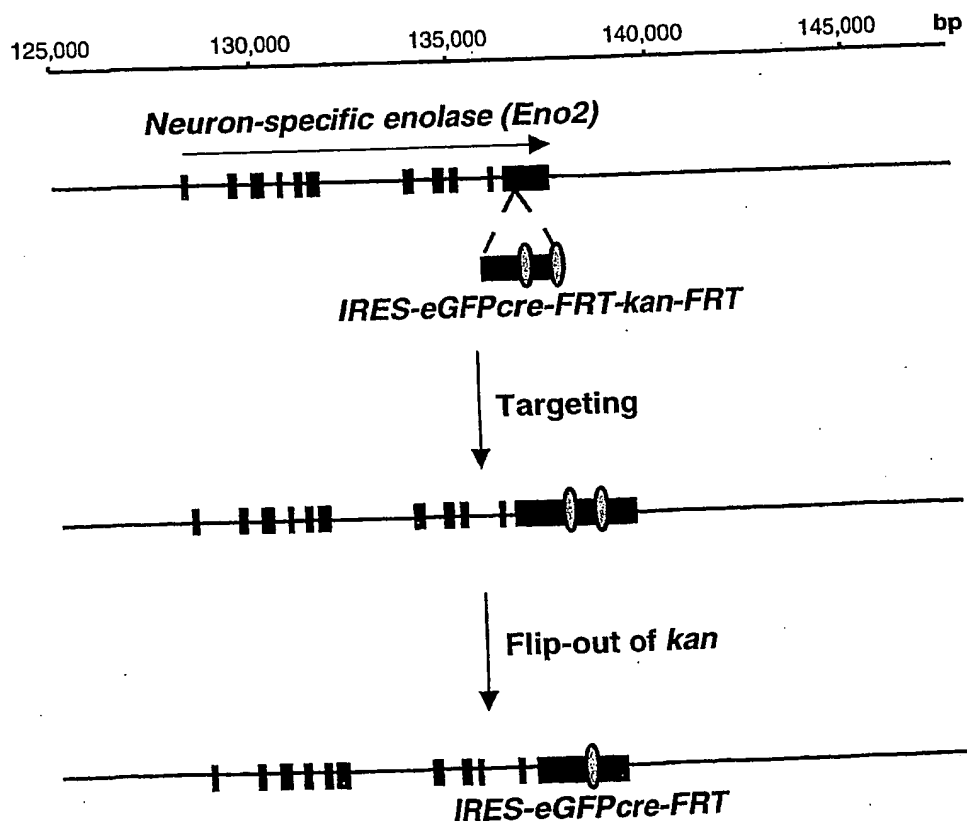 125,000 130,000 135,000 140,000 145,000 bp
Neuron-specific enolase (Eno2)
IRES-eGFPcre-FRT-kan-FRT
Targeting
Flip-out of kan
IRES-eGFPcre-FRT